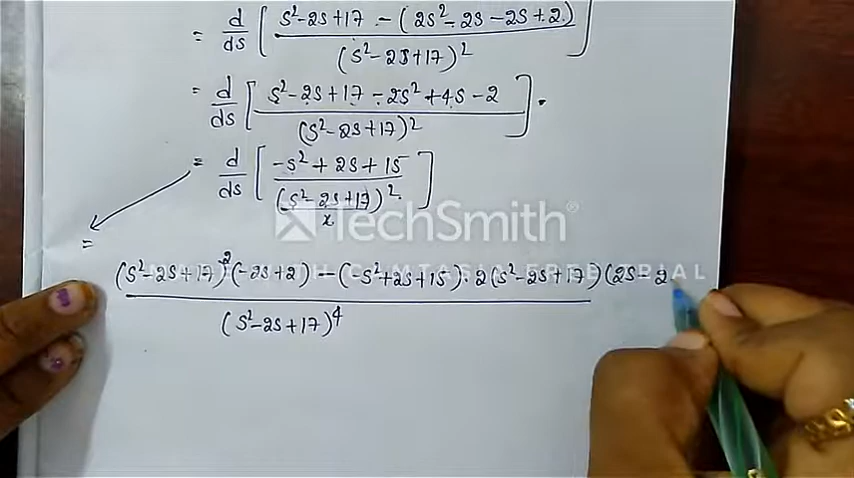 = d/ds [ s²-2s+17 - (2s²-2s-2s+2) / (s²-2s+17)² ]
= d/ds [ s²-2s+17 - 2s²+4s-2 / (s²-2s+17)² ].
= d/ds [ -s²+2s+15 / (s²-2s+17)² ]
x
TechSmith®
=
(s²-2s+17)²(-2s+2) - (-s²+2s+15)·2(s²-2s+17)(2s-2
(s²-2s+17)⁴